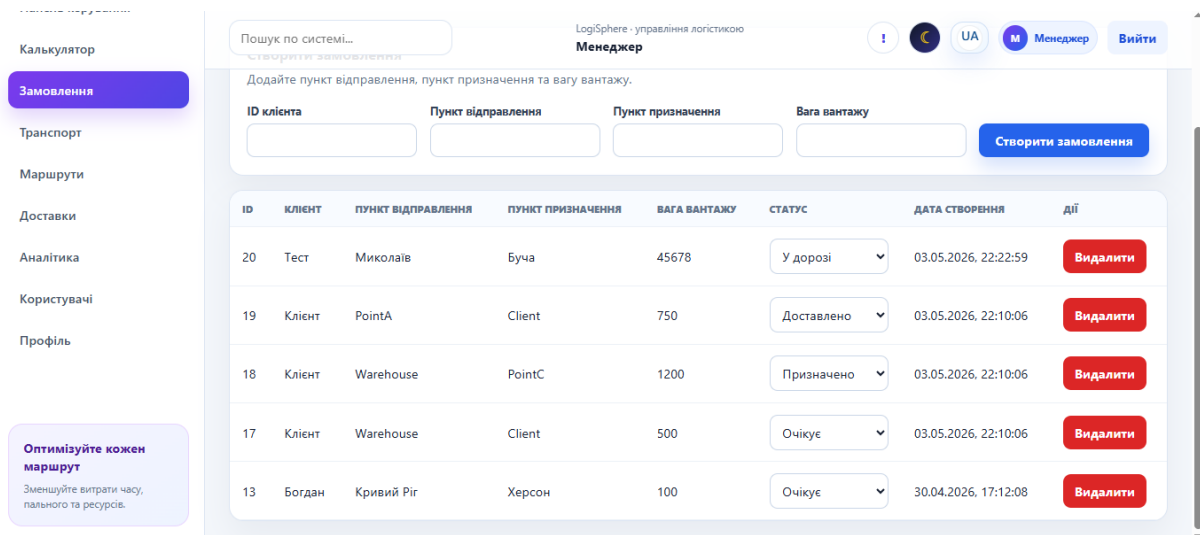 Панель керування
Калькулятор
Замовлення
Транспорт
Маршрути
Доставки
Аналітика
Користувачі
Профіль
Оптимізуйте кожен
маршрут
Зменшуйте витрати часу,
пального та ресурсів.
Пошук по системі...
LogiSphere - управління логістикою
Менеджер
!
UA
М Менеджер
Вийти
Створити замовлення
Додайте пункт відправлення, пункт призначення та вагу вантажу.
ID клієнта Пункт відправлення Пункт призначення Вага вантажу
Створити замовлення
ID КЛІЄНТ ПУНКТ ВІДПРАВЛЕННЯ ПУНКТ ПРИЗНАЧЕННЯ ВАГА ВАНТАЖУ СТАТУС ДАТА СТВОРЕННЯ ДІЇ
20 Тест Миколаїв Буча 45678 У дорозі 03.05.2026, 22:22:59 Видалити
19 Клієнт PointA Client 750 Доставлено 03.05.2026, 22:10:06 Видалити
18 Клієнт Warehouse PointC 1200 Призначено 03.05.2026, 22:10:06 Видалити
17 Клієнт Warehouse Client 500 Очікує 03.05.2026, 22:10:06 Видалити
13 Богдан Кривий Ріг Херсон 100 Очікує 30.04.2026, 17:12:08 Видалити